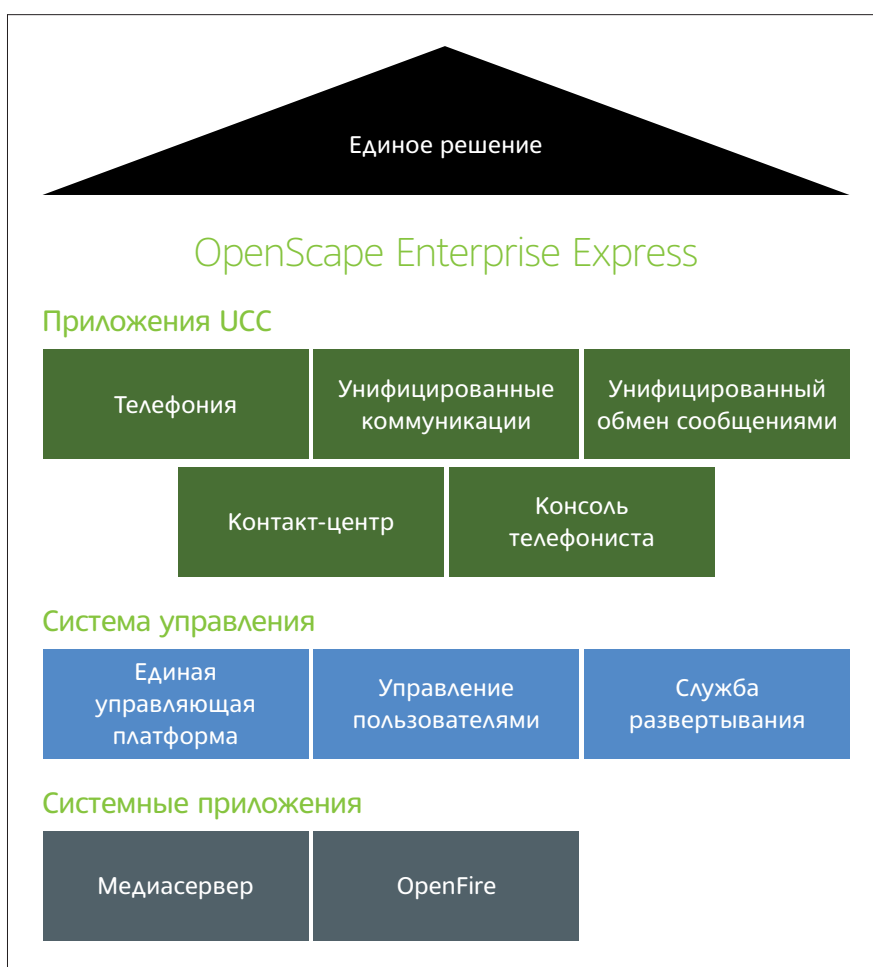 Единое решение
OpenScape Enterprise Express
Приложения UCC
Телефония
Унифицированные
коммуникации
Унифицированный
обмен сообщениями
Контакт-центр
Консоль
телефониста
Система управления
Единая
управляющая
платформа
Управление
пользователями
Служба
развертывания
Системные приложения
Медиасервер
OpenFire